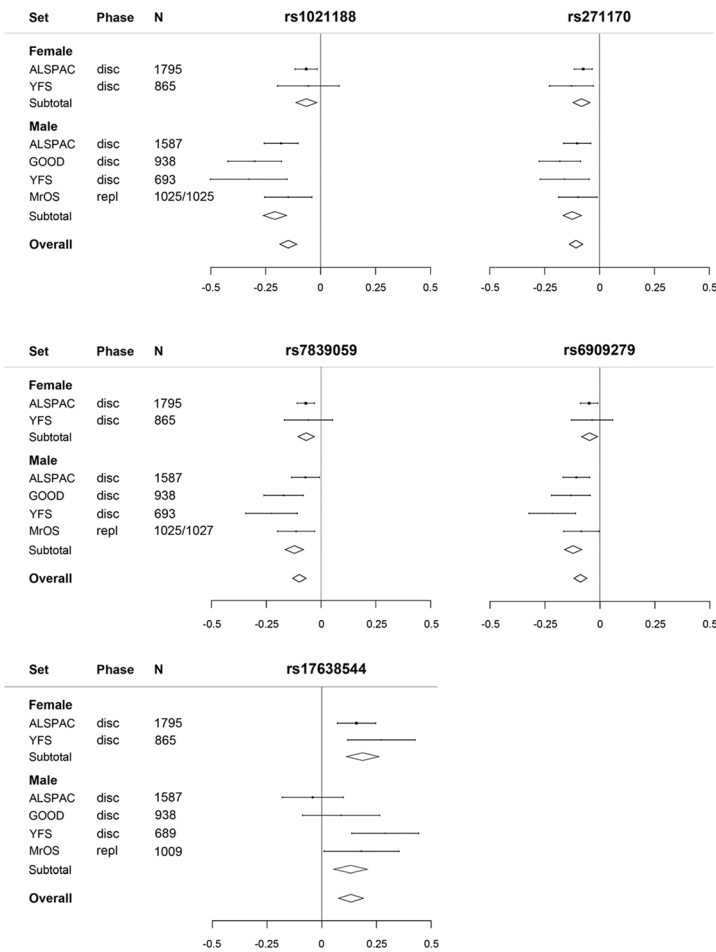 Set Phase N rs1021188 rs271170
Female
ALSPAC disc 1795
YFS disc 865
Subtotal
Male
ALSPAC disc 1587
GOOD disc 938
YFS disc 693
MrOS repl 1025/1025
Subtotal
Overall
-0.5 -0.25 0 0.25 0.5 -0.5 -0.25 0 0.25 0.5
Set Phase N rs7839059 rs6909279
Female
ALSPAC disc 1795
YFS disc 865
Subtotal
Male
ALSPAC disc 1587
GOOD disc 938
YFS disc 693
MrOS repl 1025/1027
Subtotal
Overall
-0.5 -0.25 0 0.25 0.5 -0.5 -0.25 0 0.25 0.5
Set Phase N rs17638544
Female
ALSPAC disc 1795
YFS disc 865
Subtotal
Male
ALSPAC disc 1587
GOOD disc 938
YFS disc 689
MrOS repl 1009
Subtotal
Overall
-0.5 -0.25 0 0.25 0.5